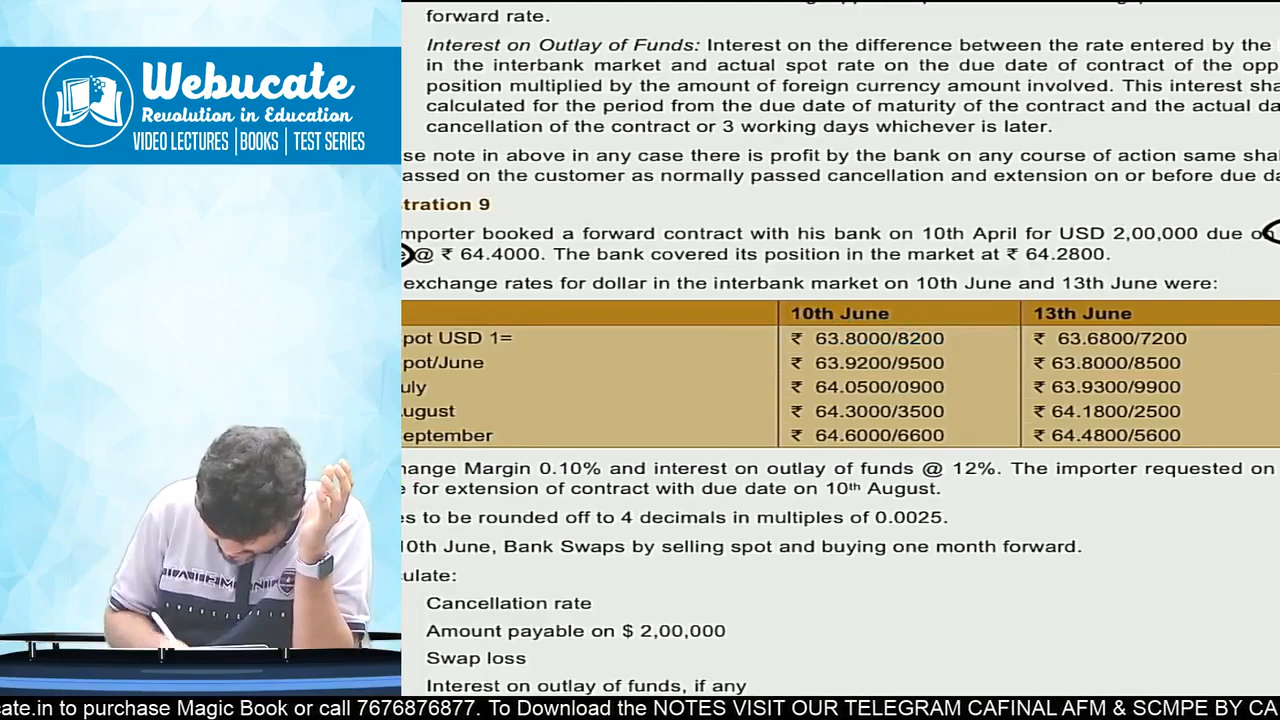 Webucate
Revolution in Education
VIDEO LECTURES | BOOKS | TEST SERIES
forward rate.
Interest on Outlay of Funds: Interest on the difference between the rate entered by the
in the interbank market and actual spot rate on the due date of contract of the opp
position multiplied by the amount of foreign currency amount involved. This interest sha
calculated for the period from the due date of maturity of the contract and the actual da
cancellation of the contract or 3 working days whichever is later.
se note in above in any case there is profit by the bank on any course of action same shal
assed on the customer as normally passed cancellation and extension on or before due da
stration 9
mporter booked a forward contract with his bank on 10th April for USD 2,00,000 due on
@ ₹ 64.4000. The bank covered its position in the market at ₹ 64.2800.
exchange rates for dollar in the interbank market on 10th June and 13th June were:
10th June 13th June
pot USD 1= ₹ 63.8000/8200 ₹ 63.6800/7200
pot/June ₹ 63.9200/9500 ₹ 63.8000/8500
uly ₹ 64.0500/0900 ₹ 63.9300/9900
ugust ₹ 64.3000/3500 ₹ 64.1800/2500
eptember ₹ 64.6000/6600 ₹ 64.4800/5600
hange Margin 0.10% and interest on outlay of funds @ 12%. The importer requested on
e for extension of contract with due date on 10th August.
es to be rounded off to 4 decimals in multiples of 0.0025.
10th June, Bank Swaps by selling spot and buying one month forward.
culate:
Cancellation rate
Amount payable on $ 2,00,000
Swap loss
Interest on outlay of funds, if any
cate.in to purchase Magic Book or call 7676876877. To Download the NOTES VISIT OUR TELEGRAM CAFINAL AFM & SCMPE BY CA